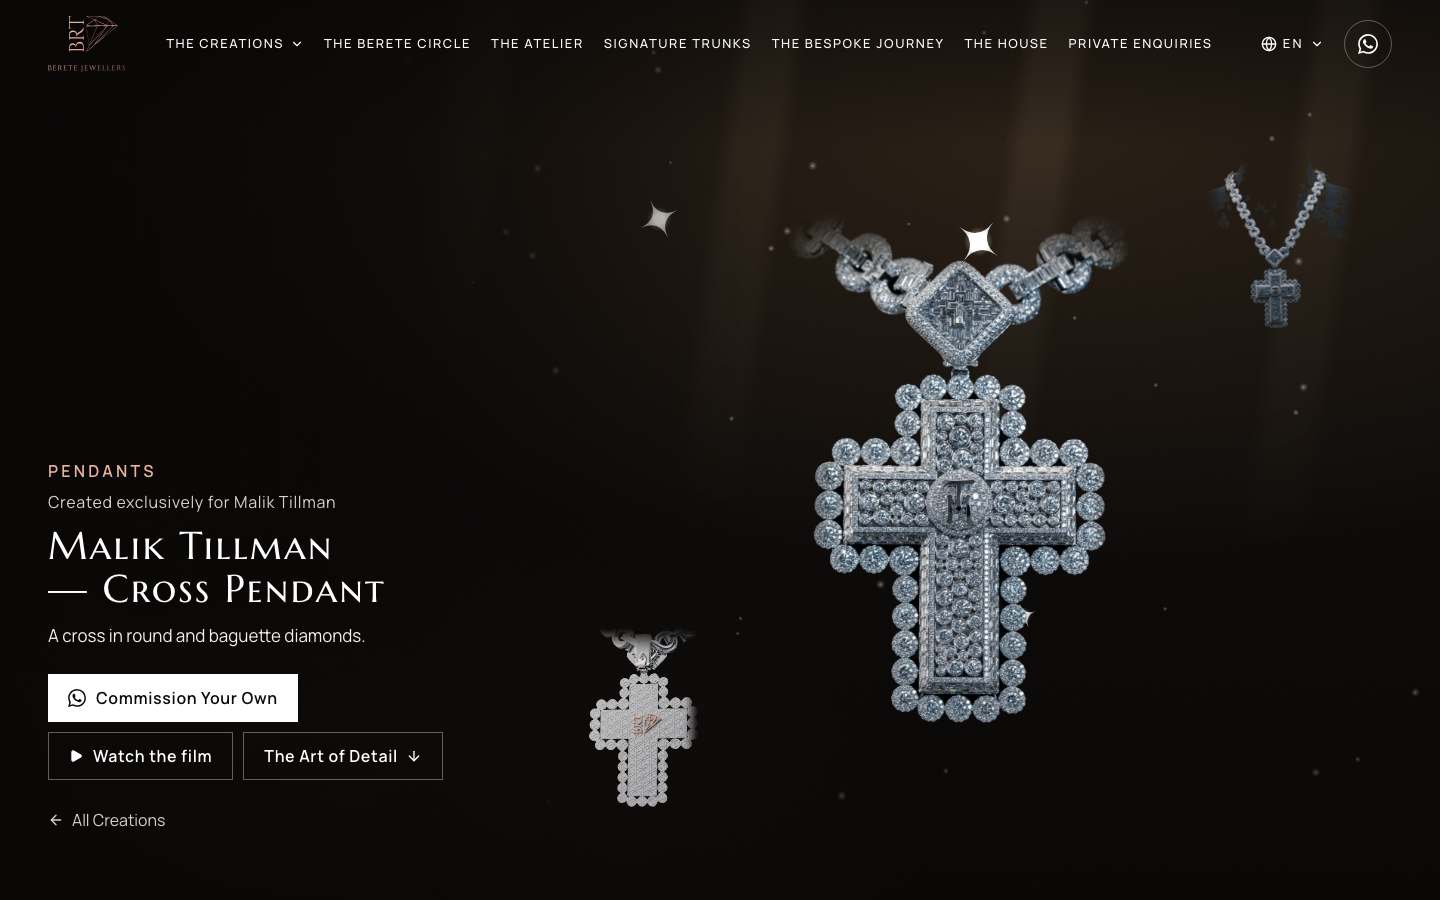 BRT
BERETE JEWELLERS
THE CREATIONS
THE BERETE CIRCLE
THE ATELIER
SIGNATURE TRUNKS
THE BESPOKE JOURNEY
THE HOUSE
PRIVATE ENQUIRIES
EN
PENDANTS
Created exclusively for Malik Tillman
Malik Tillman
— Cross Pendant
A cross in round and baguette diamonds.
Commission Your Own
Watch the film
The Art of Detail
All Creations
BRT